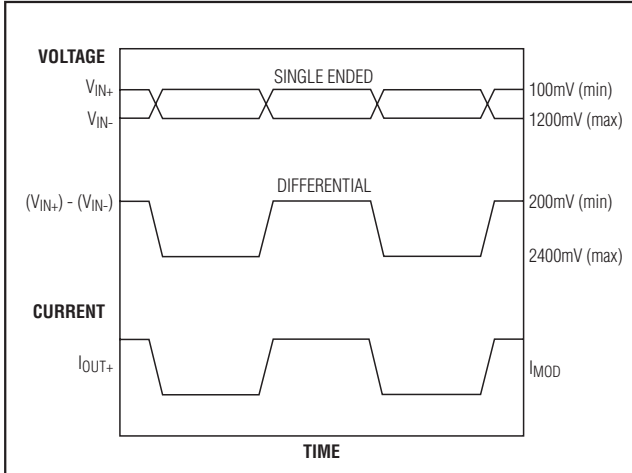 VOLTAGE
SINGLE ENDED
VIN+
100mV (min)
VIN-
1200mV (max)
DIFFERENTIAL
(VIN+) - (VIN-)
200mV (min)
2400mV (max)
CURRENT
IOUT+
IMOD
TIME